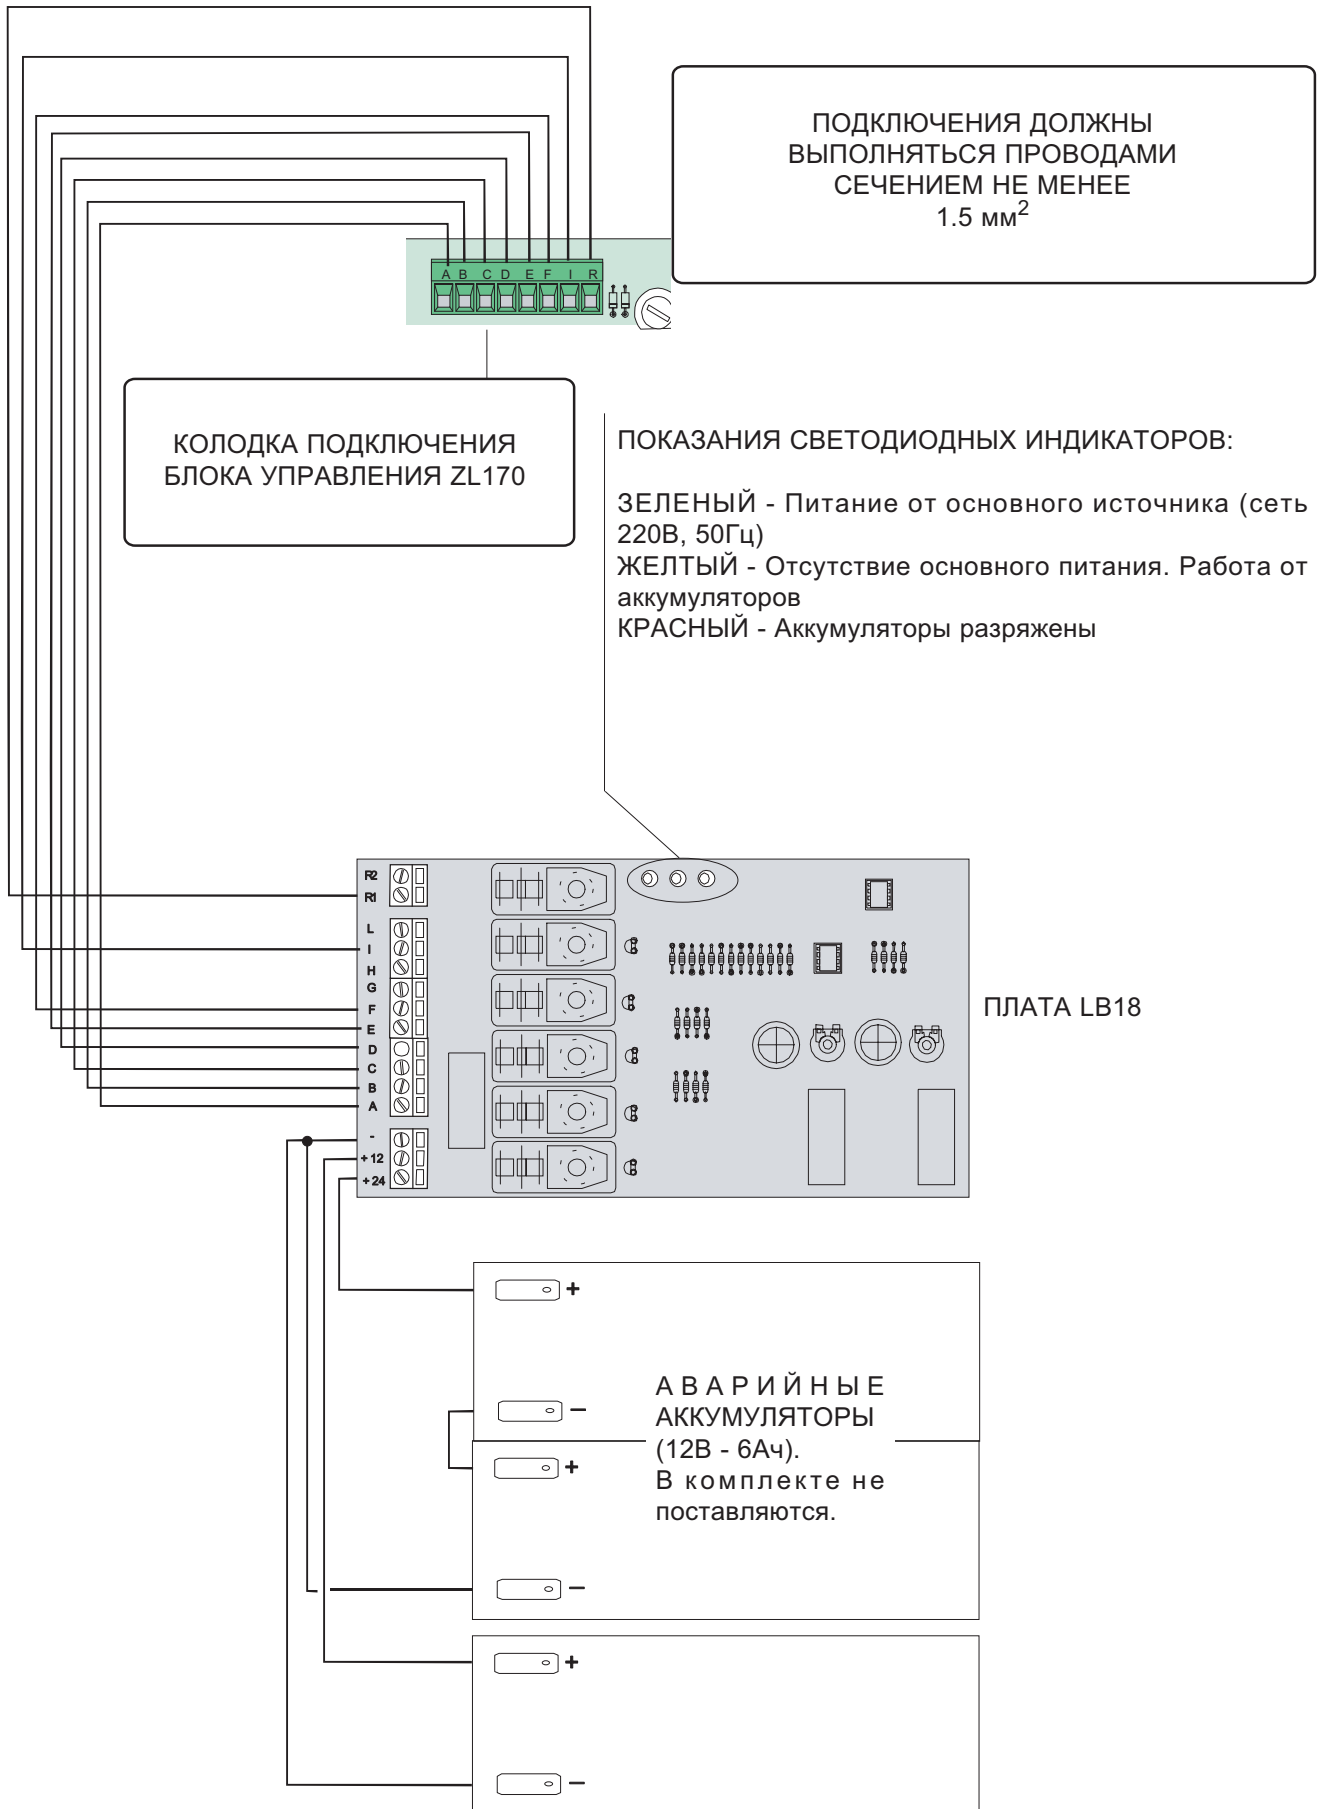 ПОДКЛЮЧЕНИЯ ДОЛЖНЫ
ВЫПОЛНЯТЬСЯ ПРОВОДАМИ
СЕЧЕНИЕМ НЕ МЕНЕЕ
1.5 мм²
A B C D E F I R
КОЛОДКА ПОДКЛЮЧЕНИЯ
БЛОКА УПРАВЛЕНИЯ ZL170
ПОКАЗАНИЯ СВЕТОДИОДНЫХ ИНДИКАТОРОВ:
ЗЕЛЕНЫЙ - Питание от основного источника (сеть
220В, 50Гц)
ЖЕЛТЫЙ - Отсутствие основного питания. Работа от
аккумуляторов
КРАСНЫЙ - Аккумуляторы разряжены
R2
R1
L
I
H
G
F
E
D
C
B
A
-
+12
+24
ПЛАТА LB18
+
−
+
−
АВАРИЙНЫЕ
АККУМУЛЯТОРЫ
(12В - 6Ач).
В комплекте не
поставляются.
+
−